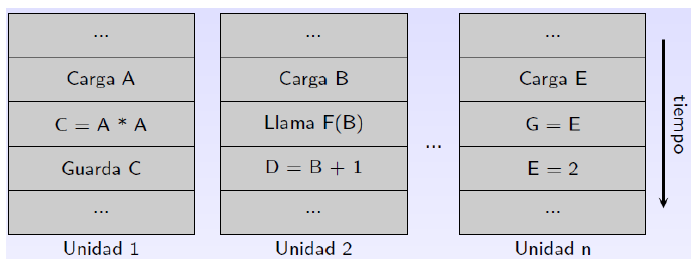 ...
Carga A
C = A * A
Guarda C
...
Unidad 1
...
Carga B
Llama F(B)
D = B + 1
...
Unidad 2
...
...
Carga E
G = E
E = 2
...
Unidad n
tiempo